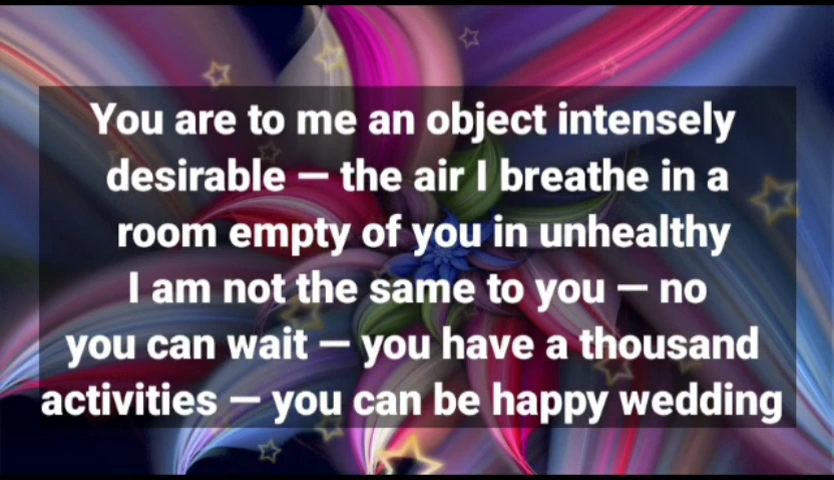 You are to me an object intensely
desirable — the air I breathe in a
room empty of you in unhealthy
I am not the same to you — no
you can wait — you have a thousand
activities — you can be happy wedding